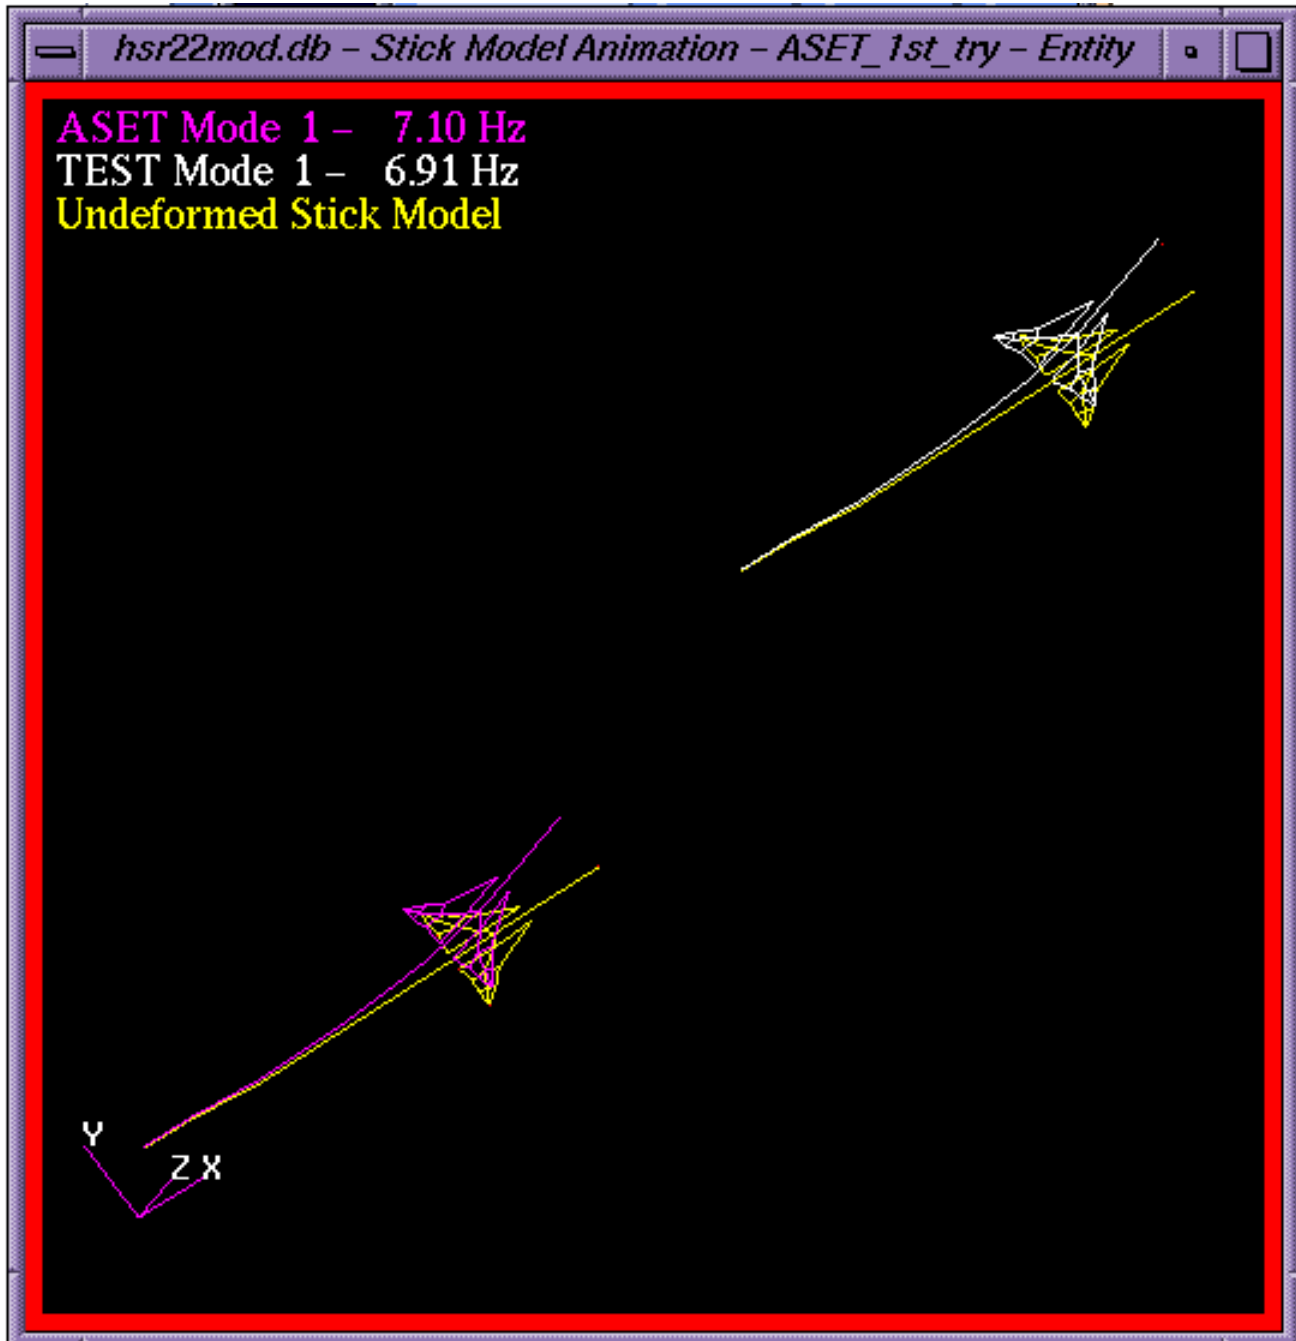 hsr22mod.db – Stick Model Animation – ASET_1st_try – Entity
ASET Mode 1 – 7.10 Hz
TEST Mode 1 – 6.91 Hz
Undeformed Stick Model
Y
Z X